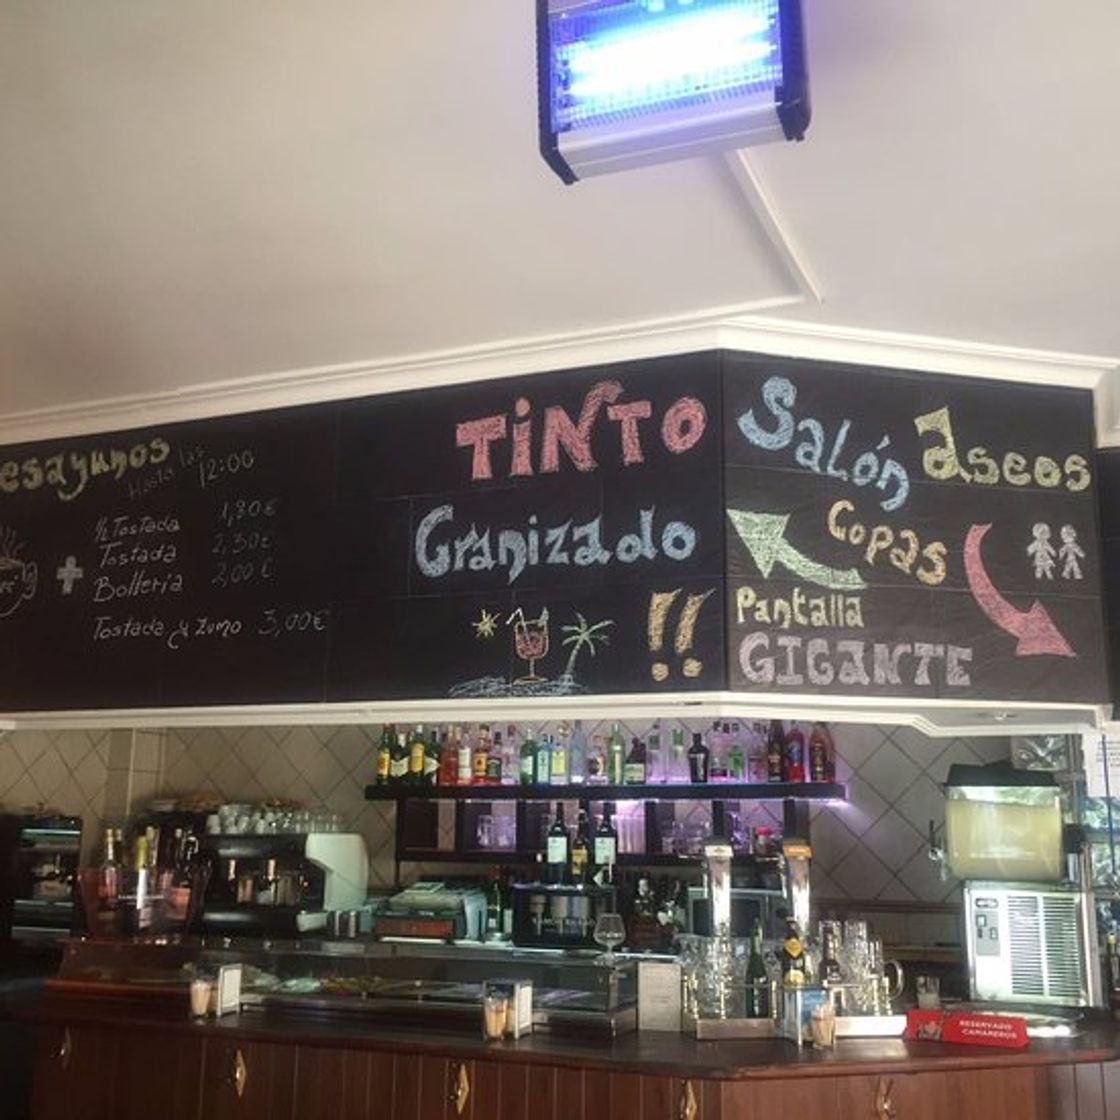 esayunos
Hasta las
12:00
½ Tostada 1,80€
Tostada 2,30€
Bolleria 2,00€
Tostada y Zumo 3,00€
TiNTO
Granizado
!!
Salón
Aseos
Copas
Pantalla
GIGANTE
RESERVADO
CAMAREROS